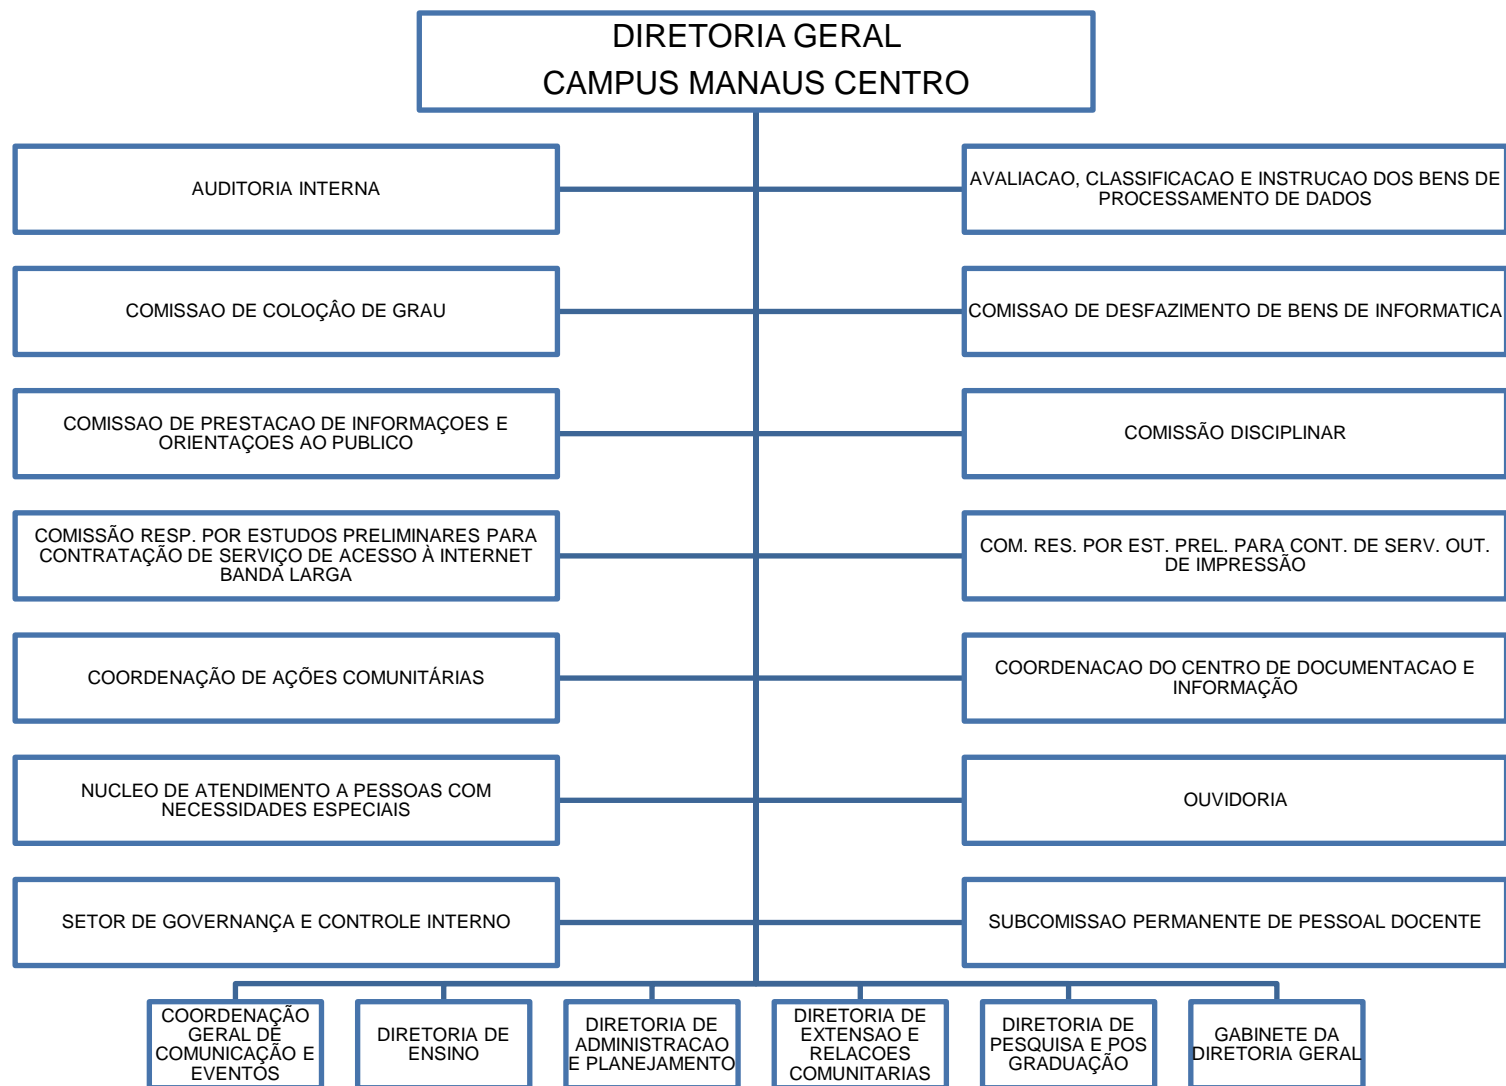 DIRETORIA GERAL
CAMPUS MANAUS CENTRO
AUDITORIA INTERNA
AVALIACAO, CLASSIFICACAO E INSTRUCAO DOS BENS DE
PROCESSAMENTO DE DADOS
COMISSAO DE COLOÇÂO DE GRAU
COMISSAO DE DESFAZIMENTO DE BENS DE INFORMATICA
COMISSAO DE PRESTACAO DE INFORMAÇOES E
ORIENTAÇOES AO PUBLICO
COMISSÃO DISCIPLINAR
COMISSÃO RESP. POR ESTUDOS PRELIMINARES PARA
CONTRATAÇÃO DE SERVIÇO DE ACESSO À INTERNET
BANDA LARGA
COM. RES. POR EST. PREL. PARA CONT. DE SERV. OUT.
DE IMPRESSÃO
COORDENAÇÃO DE AÇÕES COMUNITÁRIAS
COORDENACAO DO CENTRO DE DOCUMENTACAO E
INFORMAÇÃO
NUCLEO DE ATENDIMENTO A PESSOAS COM
NECESSIDADES ESPECIAIS
OUVIDORIA
SETOR DE GOVERNANÇA E CONTROLE INTERNO
SUBCOMISSAO PERMANENTE DE PESSOAL DOCENTE
COORDENAÇÃO
GERAL DE
COMUNICAÇÃO E
EVENTOS
DIRETORIA DE
ENSINO
DIRETORIA DE
ADMINISTRACAO
E PLANEJAMENTO
DIRETORIA DE
EXTENSAO E
RELACOES
COMUNITARIAS
DIRETORIA DE
PESQUISA E POS
GRADUAÇÃO
GABINETE DA
DIRETORIA GERAL